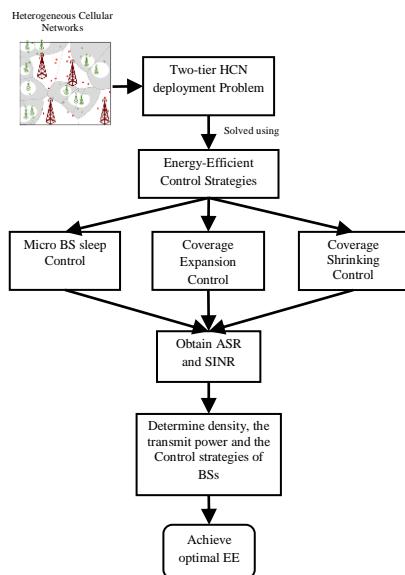 Heterogeneous Cellular
Networks
Two-tier HCN
deployment Problem
Solved using
Energy-Efficient
Control Strategies
Micro BS sleep
Control
Coverage
Expansion
Control
Coverage
Shrinking
Control
Obtain ASR
and SINR
Determine density, the
transmit power and the
Control strategies of
BSs
Achieve
optimal EE